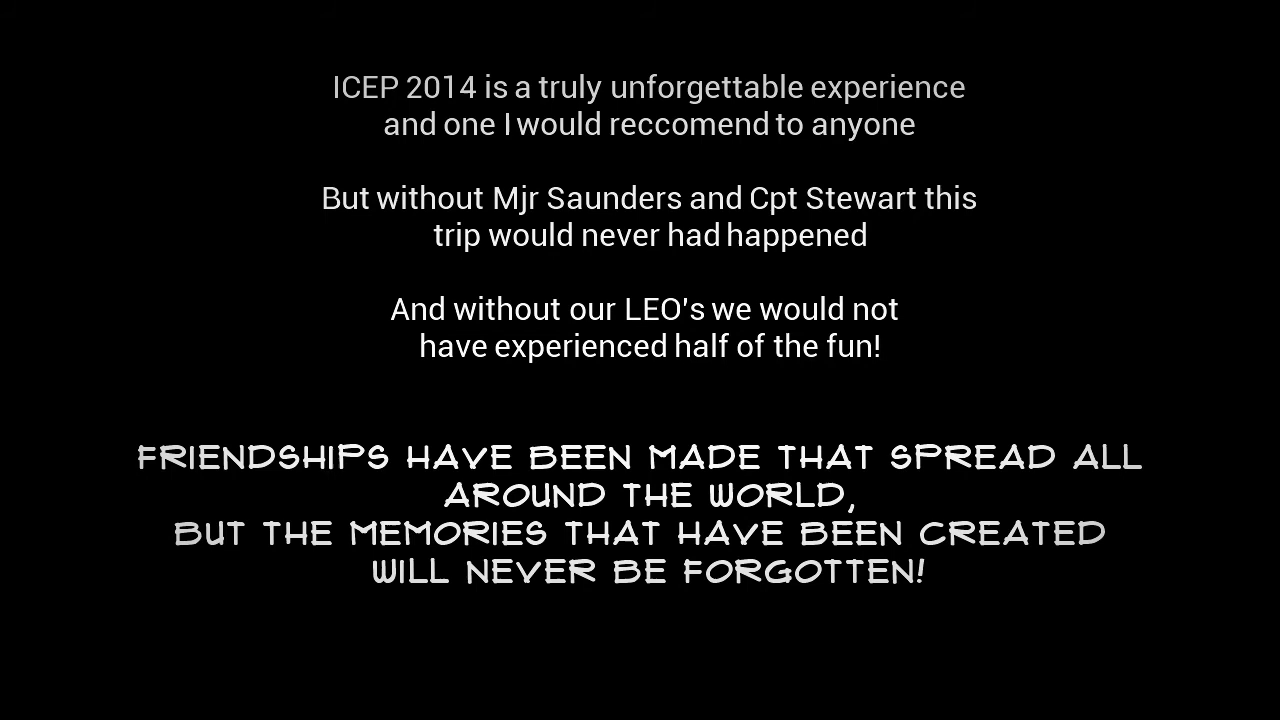 ICEP 2014 is a truly unforgettable experience
and one I would reccomend to anyone
But without Mjr Saunders and Cpt Stewart this
trip would never had happened
And without our LEO's we would not
have experienced half of the fun!
FRIENDSHIPS HAVE BEEN MADE THAT SPREAD ALL
AROUND THE WORLD,
BUT THE MEMORIES THAT HAVE BEEN CREATED
WILL NEVER BE FORGOTTEN!